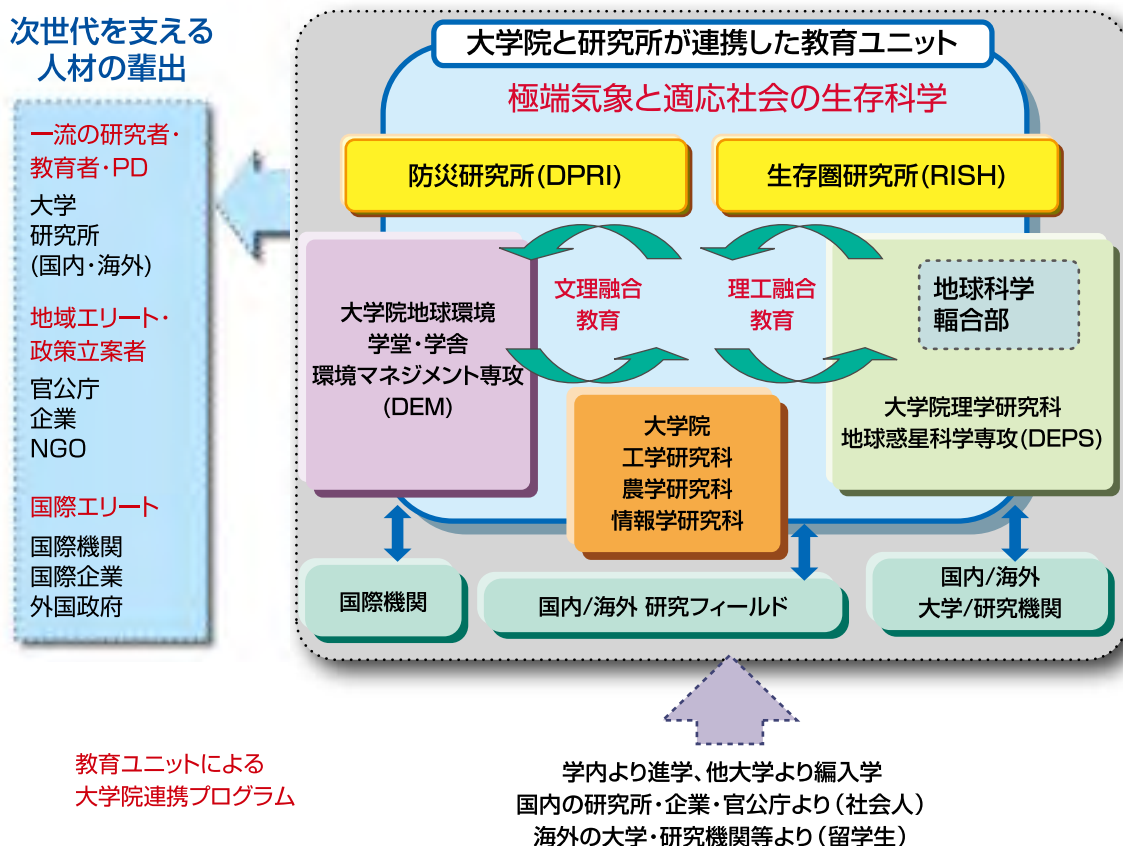 次世代を支える
人材の輩出
一流の研究者・
教育者・PD
大学
研究所
(国内・海外)
地域エリート・
政策立案者
官公庁
企業
NGO
国際エリート
国際機関
国際企業
外国政府
大学院と研究所が連携した教育ユニット
極端気象と適応社会の生存科学
防災研究所(DPRI)
生存圏研究所(RISH)
大学院地球環境
学堂・学舎
環境マネジメント専攻
(DEM)
文理融合
教育
理工融合
教育
地球科学
輻合部
大学院理学研究科
地球惑星科学専攻(DEPS)
大学院
工学研究科
農学研究科
情報学研究科
国際機関
国内/海外 研究フィールド
国内/海外
大学/研究機関
教育ユニットによる
大学院連携プログラム
学内より進学、他大学より編入学
国内の研究所・企業・官公庁より(社会人)
海外の大学・研究機関等より(留学生)